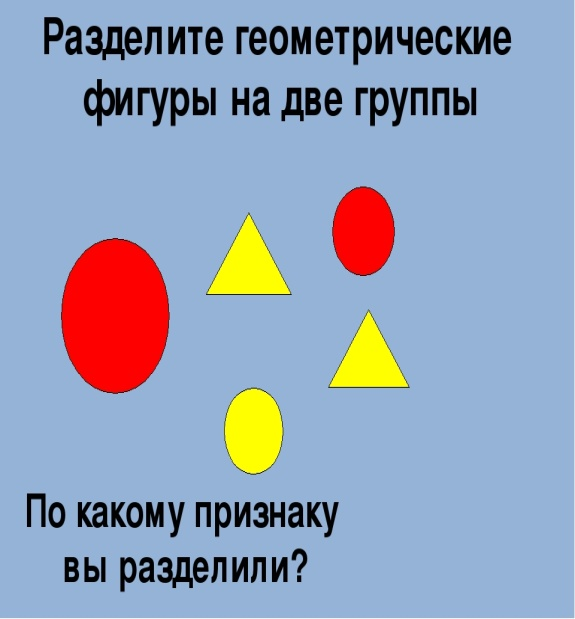 Разделите геометрические
фигуры на две группы
По какому признаку
вы разделили?